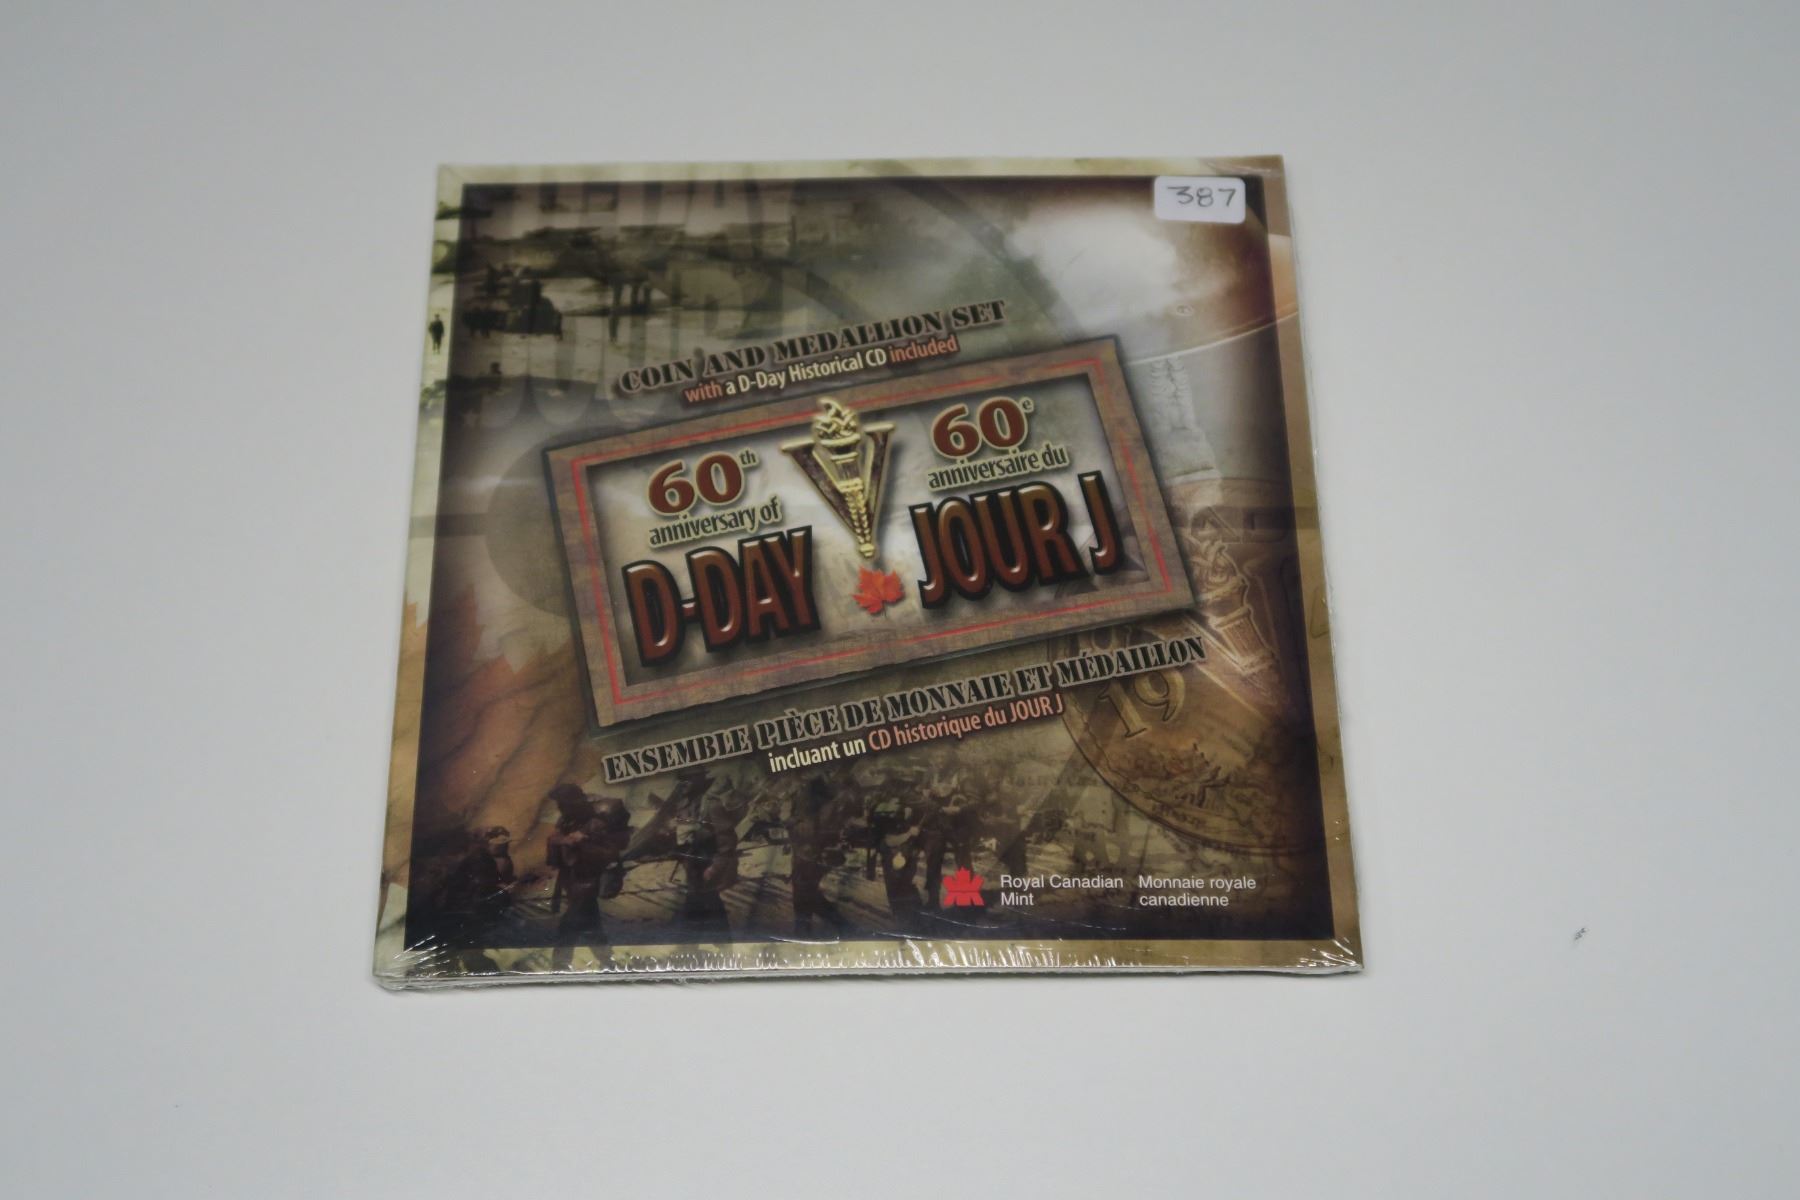 387
COIN AND MEDALLION SET
with a D-Day Historical CD included
60th
anniversary of
D-DAY
60e
anniversaire du
JOUR J
ENSEMBLE PIÈCE DE MONNAIE ET MÉDAILLON
incluant un CD historique du JOUR J
19
Royal Canadian
Mint
Monnaie royale
canadienne